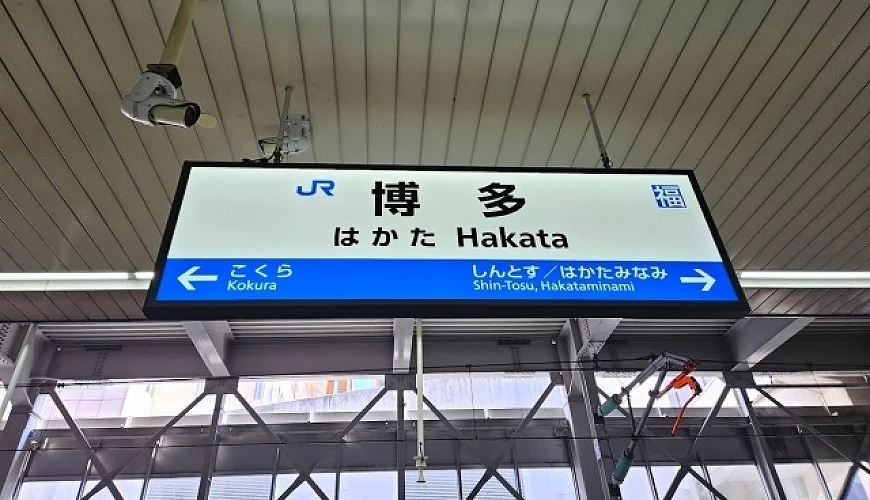 JR 博多 福
はかた Hakata
← こくら しんとす/はかたみなみ →
Kokura Shin-Tosu, Hakataminami